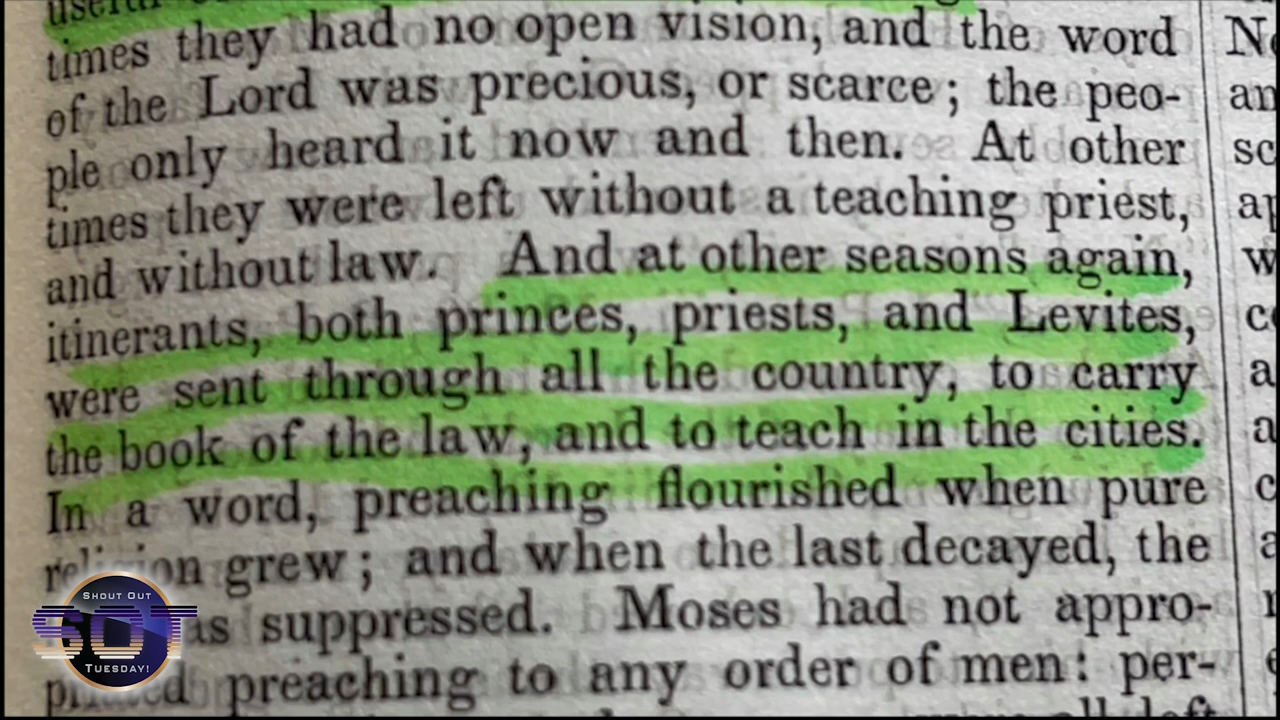 times they had no open vision, and the word
of the Lord was precious, or scarce; the peo-
ple only heard it now and then. At other
times they were left without a teaching priest,
and without law. And at other seasons again,
itinerants, both princes, priests, and Levites,
were sent through all the country, to carry
the book of the law, and to teach in the cities.
In a word, preaching flourished when pure
religion grew; and when the last decayed, the
as suppressed. Moses had not appro-
preaching to any order of men: per-
SHOUT OUT
SOT
TUESDAY!